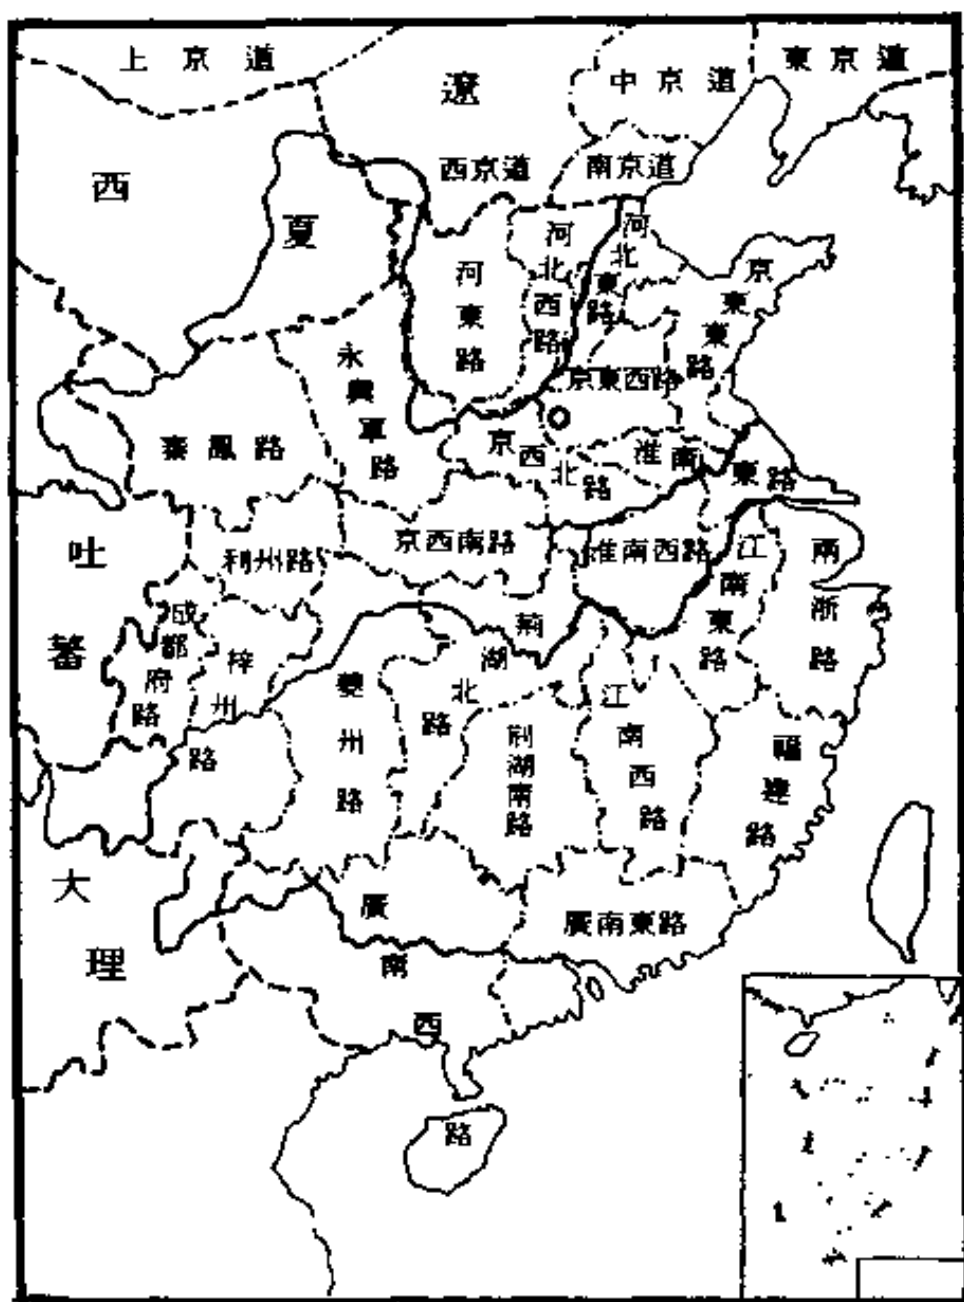 上京道
遼
中京道
東京道
西夏
西京道
南京道
河北西路
河北東路
河東路
京東東路
京東西路
永興軍路
秦鳳路
京西北路
淮南東路
吐蕃
利州路
京西南路
淮南西路
江南東路
兩浙路
成都府路
梓州路
夔州路
荊湖北路
荆湖南路
江南西路
福建路
大理
廣南西路
廣南東路